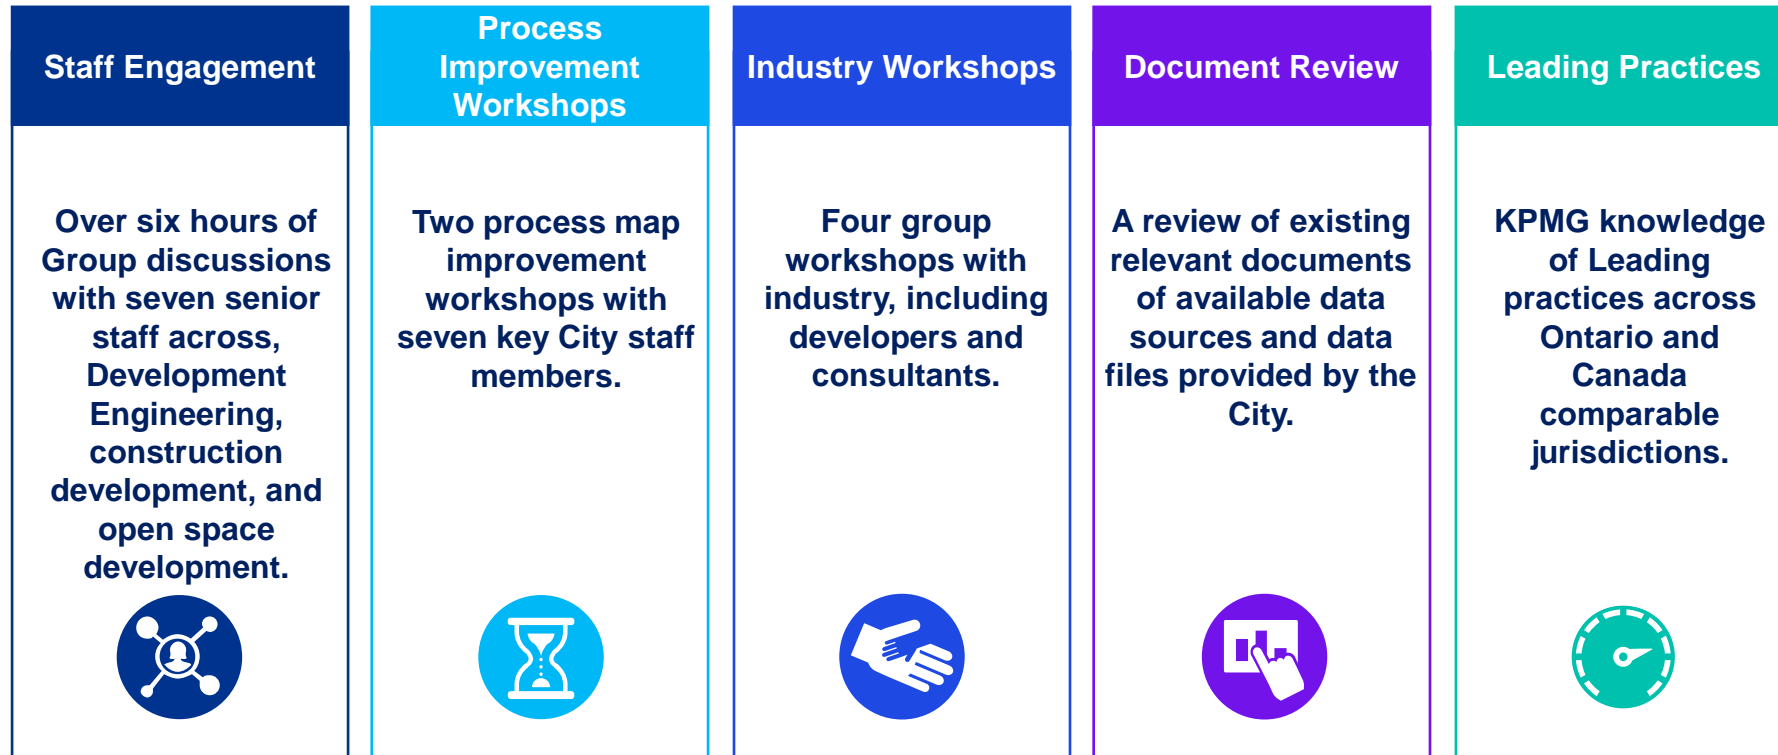 Staff Engagement
Over six hours of
Group discussions
with seven senior
staff across,
Development
Engineering,
construction
development, and
open space
development.
Process
Improvement
Workshops
Two process map
improvement
workshops with
seven key City staff
members.
Industry Workshops
Four group
workshops with
industry, including
developers and
consultants.
Document Review
A review of existing
relevant documents
of available data
sources and data
files provided by the
City.
Leading Practices
KPMG knowledge
of Leading
practices across
Ontario and
Canada
comparable
jurisdictions.